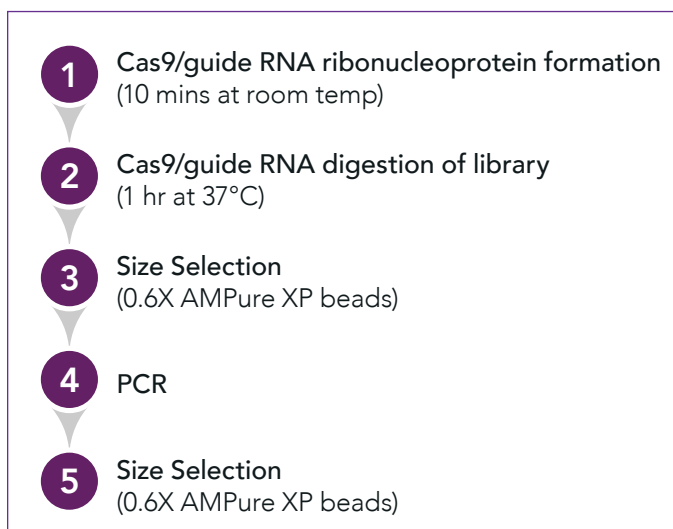 1
Cas9/guide RNA ribonucleoprotein formation
(10 mins at room temp)
2
Cas9/guide RNA digestion of library
(1 hr at 37°C)
3
Size Selection
(0.6X AMPure XP beads)
4
PCR
5
Size Selection
(0.6X AMPure XP beads)